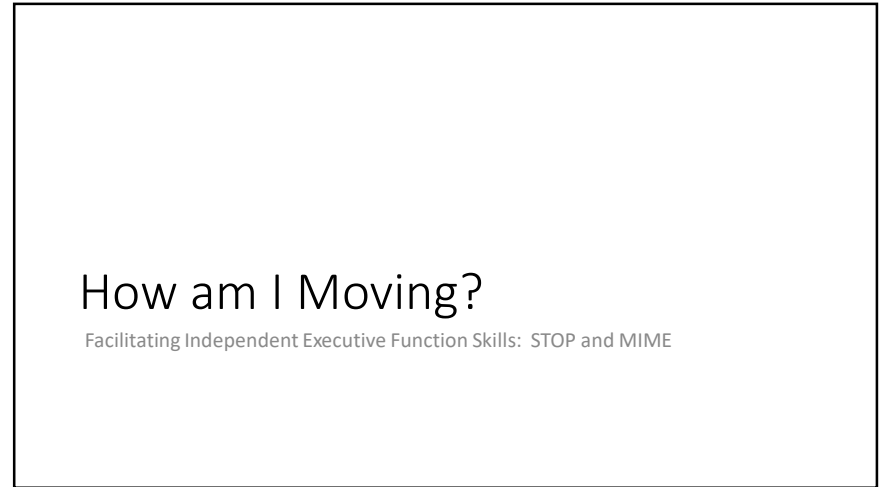 How am I Moving?
Facilitating Independent Executive Function Skills: STOP and MIME